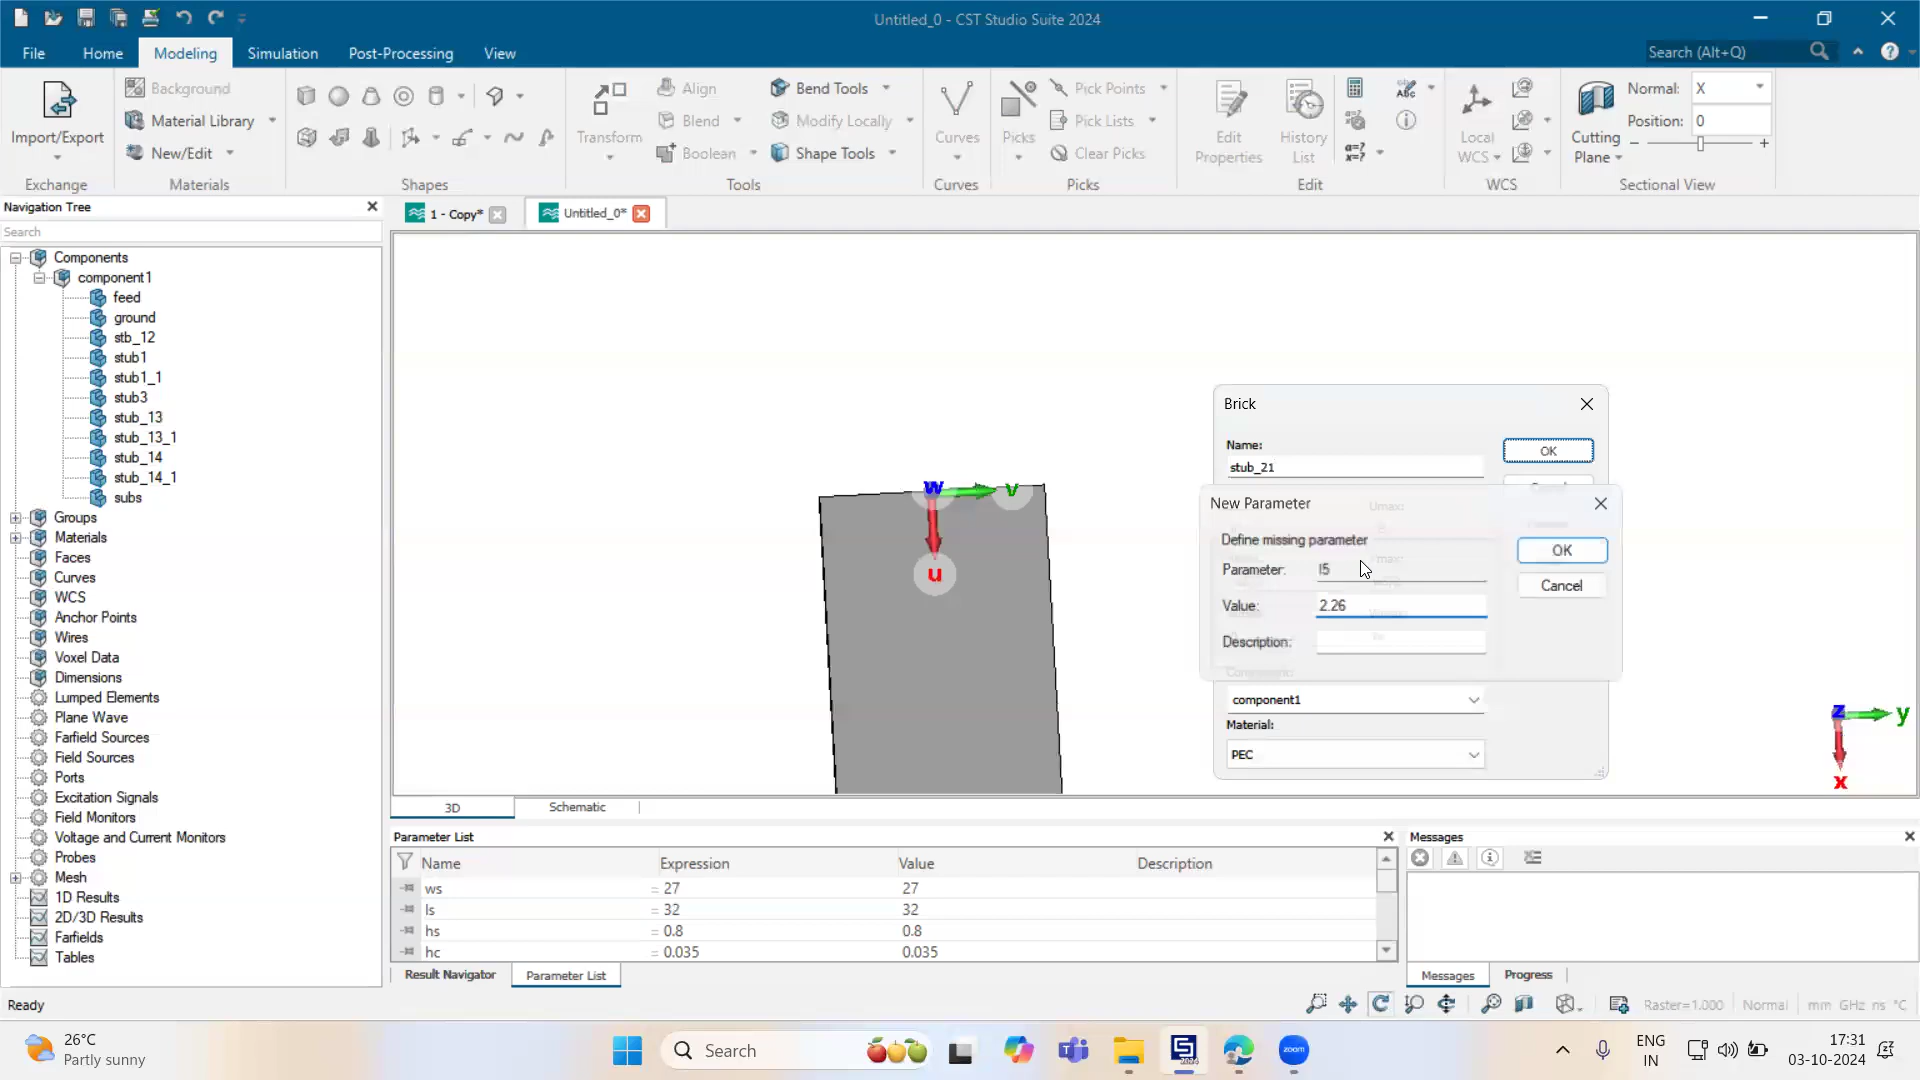 Untitled_0 - CST Studio Suite 2024
File
Home
Modeling
Simulation
Post-Processing
View
Search (Alt+Q)
Import/Export
Exchange
Background
Material Library
New/Edit
Materials
Shapes
Transform
Align
Blend
Boolean
Bend Tools
Modify Locally
Shape Tools
Tools
Curves
Curves
Picks
Pick Points
Pick Lists
Clear Picks
Picks
Edit
Properties
History
List
Edit
Local
WCS
WCS
Cutting
Plane
Normal:
X
Position:
0
Sectional View
Navigation Tree
Search
Components
component1
feed
ground
stb_12
stub1
stub1_1
stub3
stub_13
stub_13_1
stub_14
stub_14_1
subs
Groups
Materials
Faces
Curves
WCS
Anchor Points
Wires
Voxel Data
Dimensions
Lumped Elements
Plane Wave
Farfield Sources
Field Sources
Ports
Excitation Signals
Field Monitors
Voltage and Current Monitors
Probes
Mesh
1D Results
2D/3D Results
Farfields
Tables
1 - Copy*
Untitled_0*
w
v
u
Brick
Name:
stub_21
OK
New Parameter
Define missing parameter
Parameter:
l5
Value:
2.26
Description:
OK
Cancel
component1
Material:
PEC
z
y
x
3D
Schematic
Parameter List
Name Expression Value Description
ws = 27 27
ls = 32 32
hs = 0.8 0.8
hc = 0.035 0.035
Result Navigator
Parameter List
Messages
Messages
Progress
Ready
Raster=1.000
Normal
mm GHz ns °C
26°C
Partly sunny
Search
zoom
ENG
IN
17:31
03-10-2024